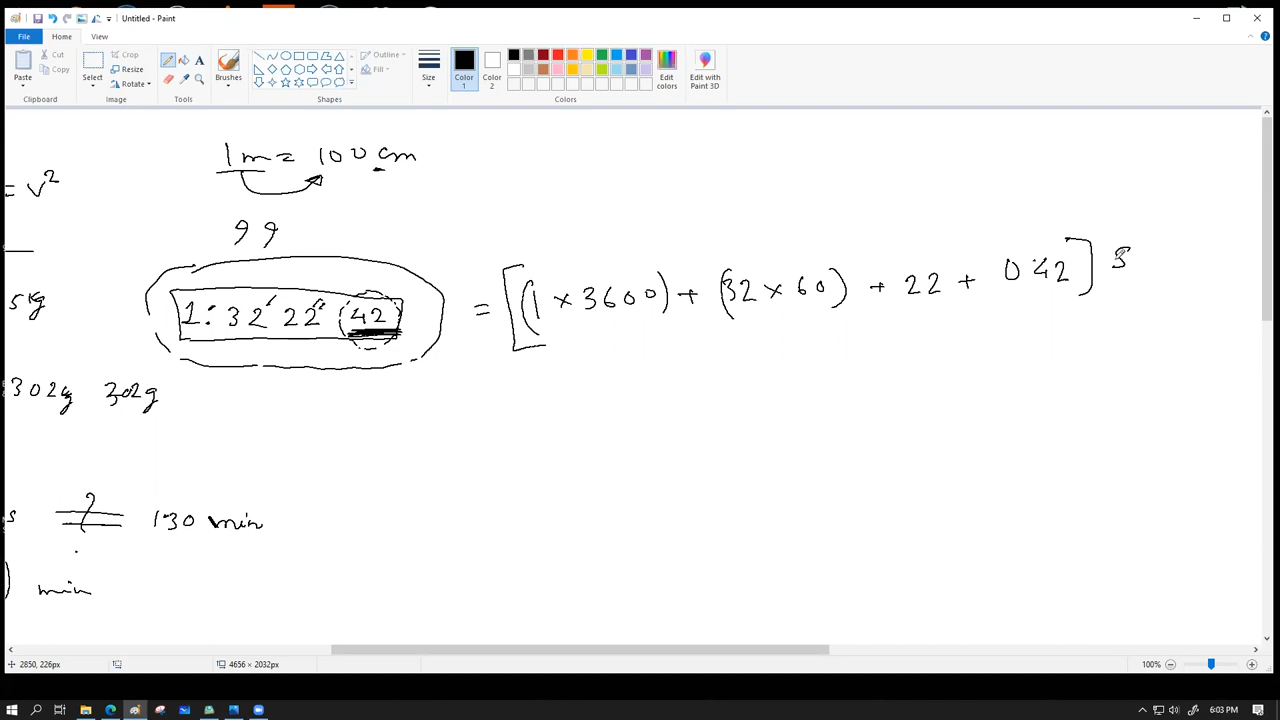 Untitled - Paint
File Home View
Paste
Cut
Copy
Clipboard
Select
Crop
Resize
Rotate
Image
Tools
Brushes
Shapes
Outline
Fill
Size
Color 1
Color 2
Edit colors
Colors
Edit with Paint 3D
1m = 100 cm
= v²
99
5kg
1: 32' 22'' 42 = [(1 × 3600) + (32 × 60) + 22 + 0.42] s
302g 302g
s 1.30 min
) min
2850, 226px
4656 × 2032px
100%
6:03 PM